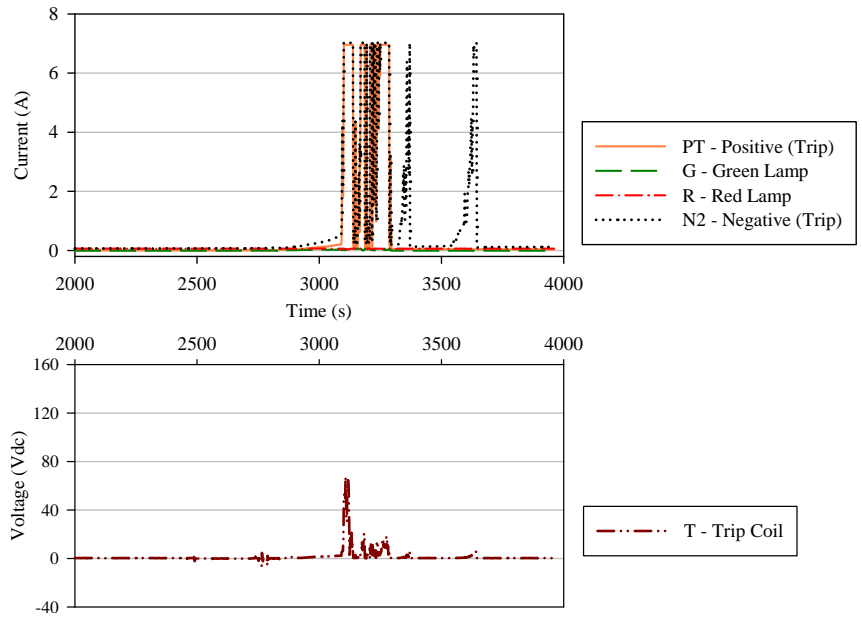 8
6
4
2
0
Current (A)
2000 2500 3000 3500 4000
Time (s)
PT - Positive (Trip)
G - Green Lamp
R - Red Lamp
N2 - Negative (Trip)
2000 2500 3000 3500 4000
160
120
80
40
0
-40
Voltage (Vdc)
T - Trip Coil